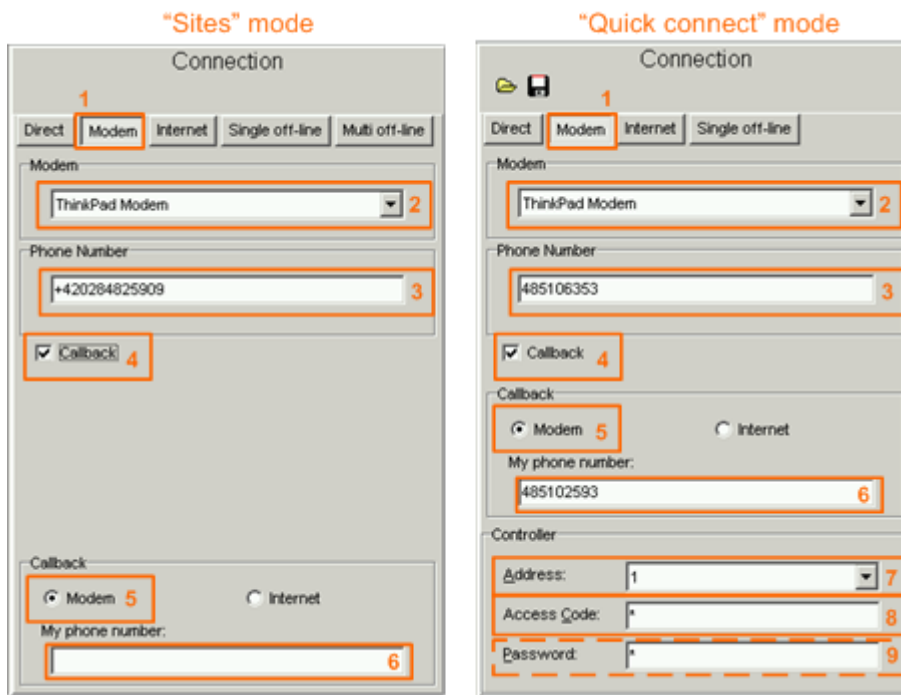 “Sites” mode
Connection
1
Direct Modem Internet Single off-line Multi off-line
Modem
ThinkPad Modem 2
Phone Number
+420284825909 3
Callback 4
Callback
Modem 5 Internet
My phone number:
6
“Quick connect” mode
Connection
1
Direct Modem Internet Single off-line
Modem
ThinkPad Modem 2
Phone Number
485106353 3
Callback 4
Callback
Modem 5 Internet
My phone number:
485102593 6
Controller
Address: 1 7
Access Code: * 8
Password: * 9